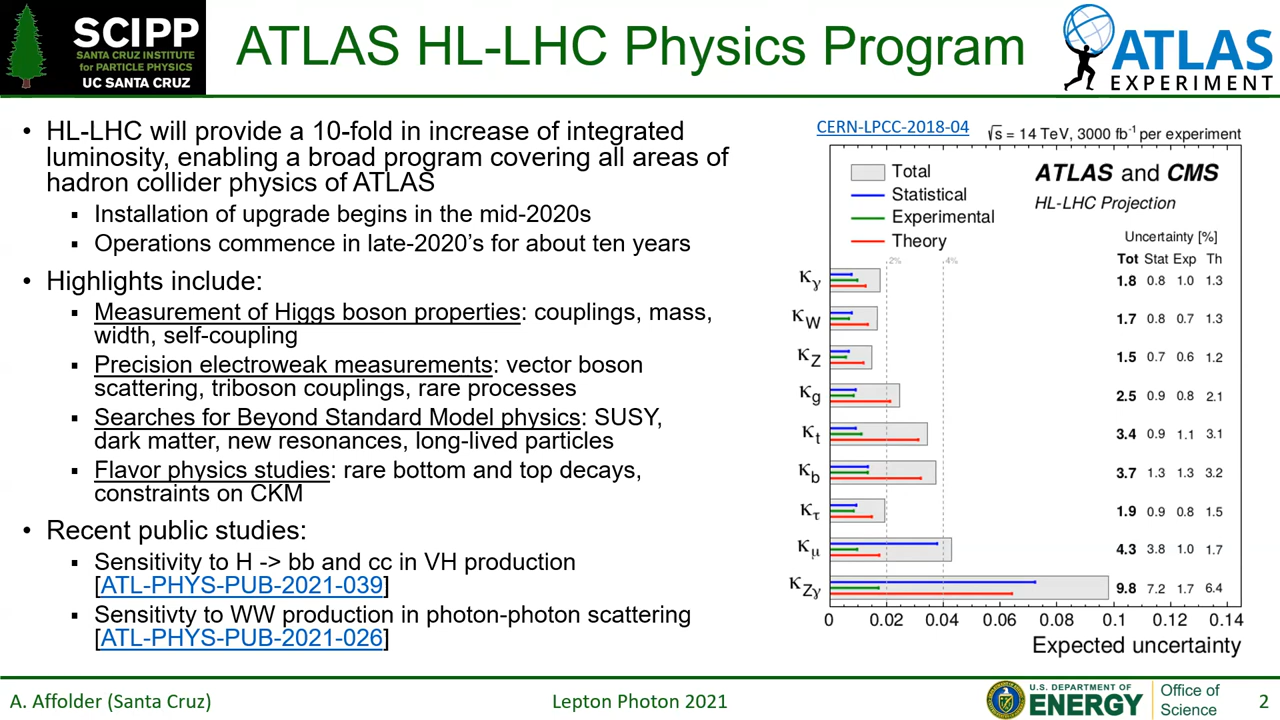 SCIPP
SANTA CRUZ INSTITUTE
for PARTICLE PHYSICS
UC SANTA CRUZ
ATLAS HL-LHC Physics Program
ATLAS
EXPERIMENT
• HL-LHC will provide a 10-fold in increase of integrated
luminosity, enabling a broad program covering all areas of
hadron collider physics of ATLAS
▪ Installation of upgrade begins in the mid-2020s
▪ Operations commence in late-2020’s for about ten years
• Highlights include:
▪ Measurement of Higgs boson properties: couplings, mass,
width, self-coupling
▪ Precision electroweak measurements: vector boson
scattering, triboson couplings, rare processes
▪ Searches for Beyond Standard Model physics: SUSY,
dark matter, new resonances, long-lived particles
▪ Flavor physics studies: rare bottom and top decays,
constraints on CKM
• Recent public studies:
▪ Sensitivity to H -> bb and cc in VH production
[ATL-PHYS-PUB-2021-039]
▪ Sensitivty to WW production in photon-photon scattering
[ATL-PHYS-PUB-2021-026]
CERN-LPCC-2018-04
√s = 14 TeV, 3000 fb⁻¹ per experiment
Total
Statistical
Experimental
Theory
ATLAS and CMS
HL-LHC Projection
Uncertainty [%]
Tot Stat Exp Th
2% 4%
κγ 1.8 0.8 1.0 1.3
κW 1.7 0.8 0.7 1.3
κZ 1.5 0.7 0.6 1.2
κg 2.5 0.9 0.8 2.1
κt 3.4 0.9 1.1 3.1
κb 3.7 1.3 1.3 3.2
κτ 1.9 0.9 0.8 1.5
κμ 4.3 3.8 1.0 1.7
κZγ 9.8 7.2 1.7 6.4
0 0.02 0.04 0.06 0.08 0.1 0.12 0.14
Expected uncertainty
A. Affolder (Santa Cruz)
Lepton Photon 2021
U.S. DEPARTMENT OF
ENERGY
Office of
Science
2